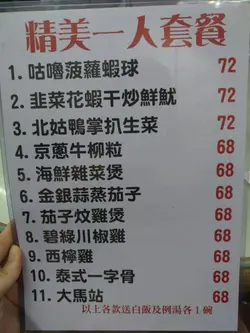 精美一人套餐
1. 咕嚕菠蘿蝦球 72
2. 韭菜花蝦干炒鮮魷 72
3. 北姑鴨掌扒生菜 72
4. 京蔥牛柳粒 68
5. 海鮮雜菜煲 68
6. 金銀蒜蒸茄子 68
7. 茄子炆雞煲 68
8. 碧綠川椒雞 68
9. 西檸雞 68
10. 泰式一字骨 68
11. 大馬站 68
以上各款送白飯及例湯各1碗